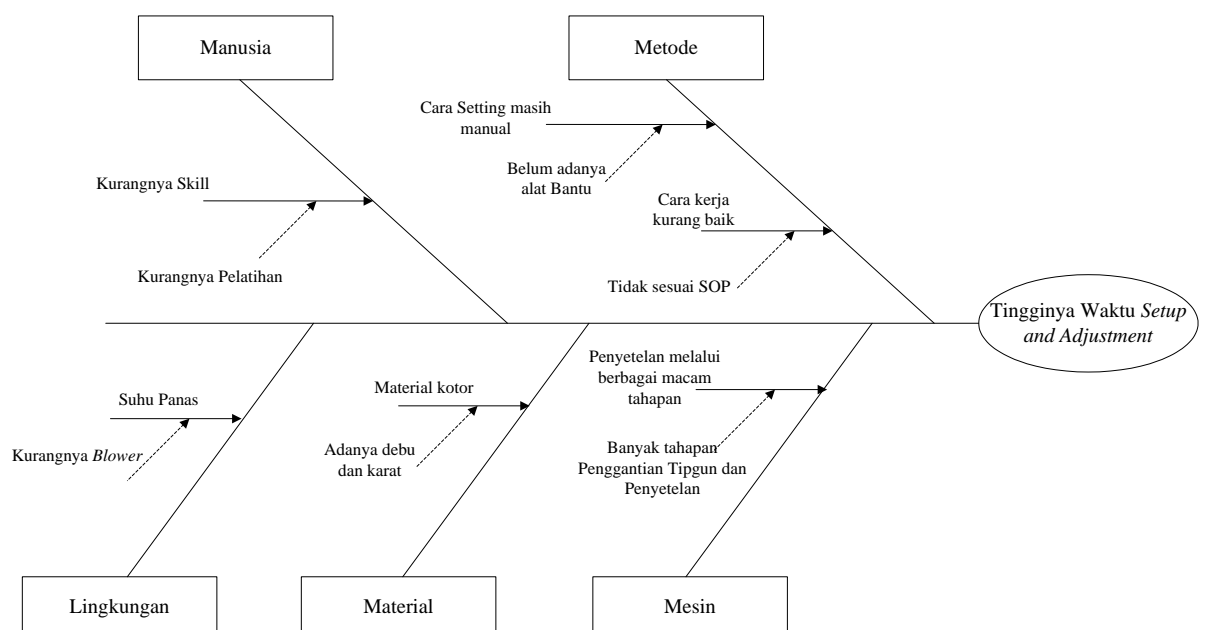 Manusia
Metode
Cara Setting masih
manual
Belum adanya
alat Bantu
Kurangnya Skill
Cara kerja
kurang baik
Kurangnya Pelatihan
Tidak sesuai SOP
Tingginya Waktu Setup
and Adjustment
Penyetelan melalui
berbagai macam
tahapan
Material kotor
Suhu Panas
Kurangnya Blower
Adanya debu
dan karat
Banyak tahapan
Penggantian Tipgun dan
Penyetelan
Lingkungan
Material
Mesin